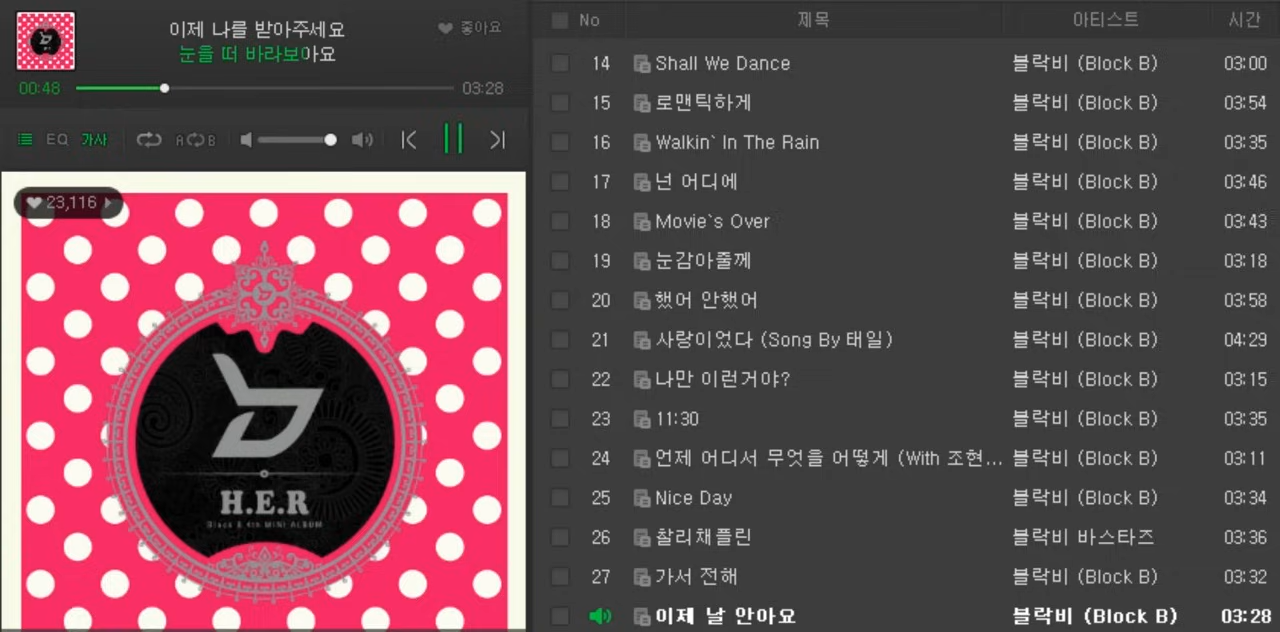 이제 나를 받아주세요
눈을 떠 바라보아요
좋아요
00:48
03:28
EQ 가사 A B
23,116
H.E.R
Block B 4th MINI ALBUM
No 제목 아티스트 시간
14 Shall We Dance 블락비 (Block B) 03:00
15 로맨틱하게 블락비 (Block B) 03:54
16 Walkin` In The Rain 블락비 (Block B) 03:35
17 넌 어디에 블락비 (Block B) 03:46
18 Movie`s Over 블락비 (Block B) 03:43
19 눈감아줄께 블락비 (Block B) 03:18
20 했어 안했어 블락비 (Block B) 03:58
21 사랑이었다 (Song By 태일) 블락비 (Block B) 04:29
22 나만 이런거야? 블락비 (Block B) 03:15
23 11:30 블락비 (Block B) 03:35
24 언제 어디서 무엇을 어떻게 (With 조현... 블락비 (Block B) 03:11
25 Nice Day 블락비 (Block B) 03:34
26 찰리채플린 블락비 바스타즈 03:36
27 가서 전해 블락비 (Block B) 03:32
이제 날 안아요 블락비 (Block B) 03:28